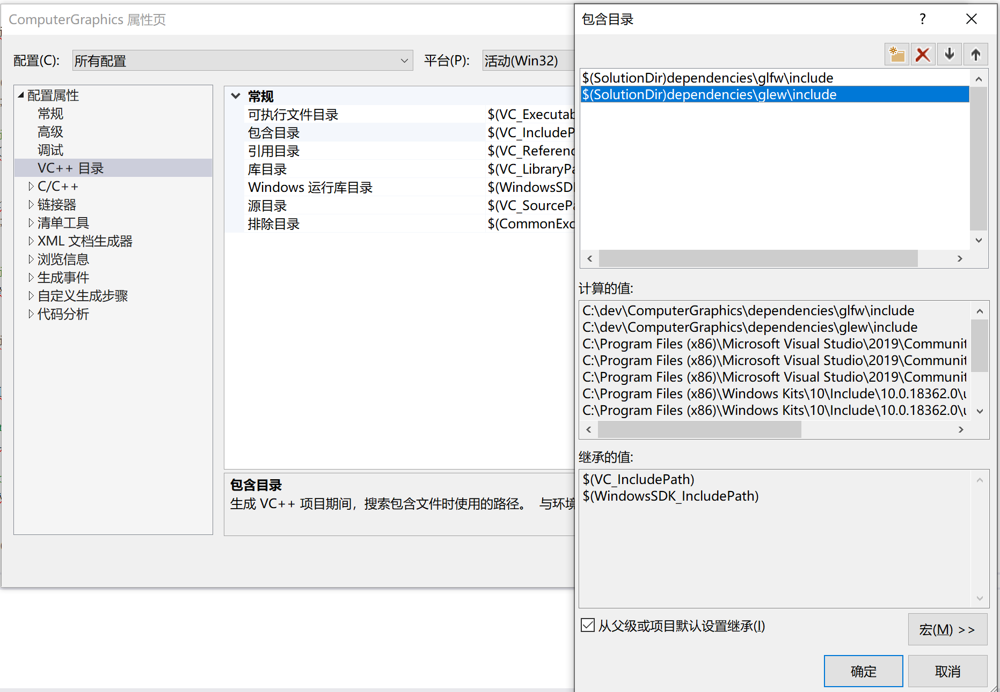 ComputerGraphics 属性页
配置(C):
所有配置
平台(P):
活动(Win32)
配置属性
常规
高级
调试
VC++ 目录
C/C++
链接器
清单工具
XML 文档生成器
浏览信息
生成事件
自定义生成步骤
代码分析
常规
可执行文件目录 $(VC_Executab
包含目录 $(VC_IncludeP
引用目录 $(VC_Referenc
库目录 $(VC_LibraryPa
Windows 运行库目录 $(WindowsSD
源目录 $(VC_SourcePa
排除目录 $(CommonExc
包含目录
生成 VC++ 项目期间，搜索包含文件时使用的路径。 与环境
包含目录
?
$(SolutionDir)dependencies\glfw\include
$(SolutionDir)dependencies\glew\include
计算的值:
C:\dev\ComputerGraphics\dependencies\glfw\include
C:\dev\ComputerGraphics\dependencies\glew\include
C:\Program Files (x86)\Microsoft Visual Studio\2019\Communit
C:\Program Files (x86)\Microsoft Visual Studio\2019\Communit
C:\Program Files (x86)\Microsoft Visual Studio\2019\Communit
C:\Program Files (x86)\Windows Kits\10\Include\10.0.18362.0\u
C:\Program Files (x86)\Windows Kits\10\Include\10.0.18362.0\u
继承的值:
$(VC_IncludePath)
$(WindowsSDK_IncludePath)
从父级或项目默认设置继承(I)
宏(M) >>
确定
取消